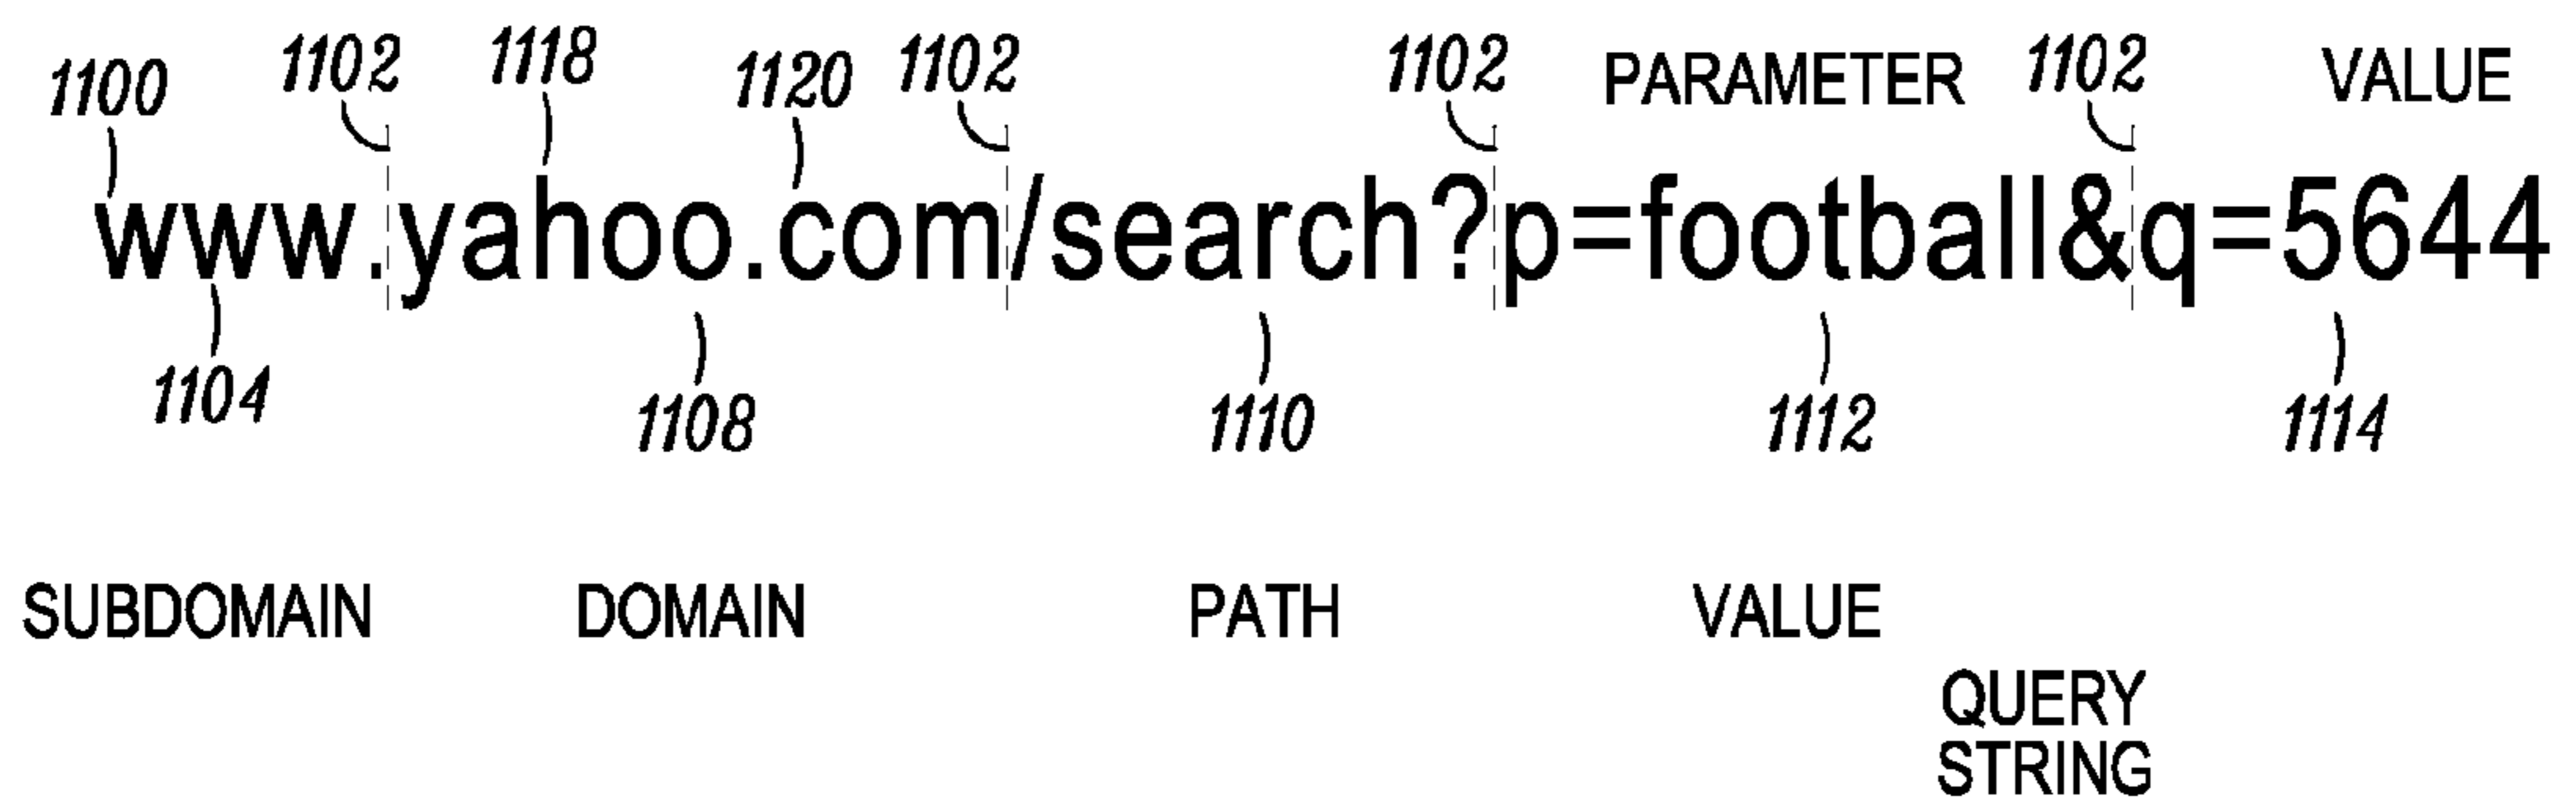 1100 1102 1118 1120 1102 1102 PARAMETER 1102 VALUE
www.yahoo.com/search?p=football&q=5644
1104 1108 1110 1112 1114
SUBDOMAIN DOMAIN PATH VALUE
QUERY
STRING